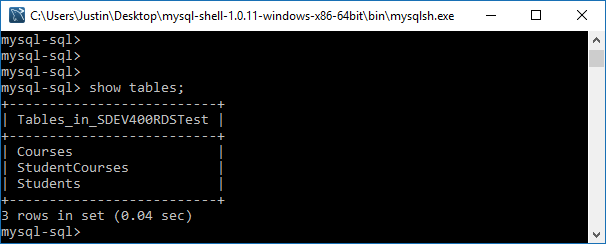 C:\Users\Justin\Desktop\mysql-shell-1.0.11-windows-x86-64bit\bin\mysqlsh.exe
mysql-sql>
mysql-sql>
mysql-sql>
mysql-sql> show tables;
+--------------------------+
| Tables_in_SDEV400RDSTest |
+--------------------------+
| Courses                  |
| StudentCourses           |
| Students                 |
+--------------------------+
3 rows in set (0.04 sec)
mysql-sql>